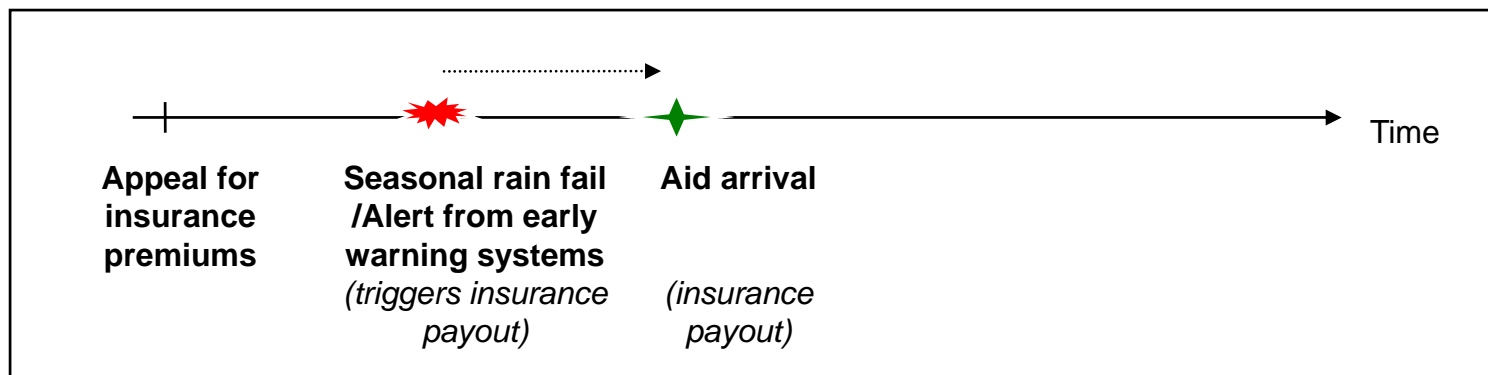 Time
Appeal for
insurance
premiums
Seasonal rain fail
/Alert from early
warning systems
(triggers insurance
payout)
Aid arrival
(insurance
payout)